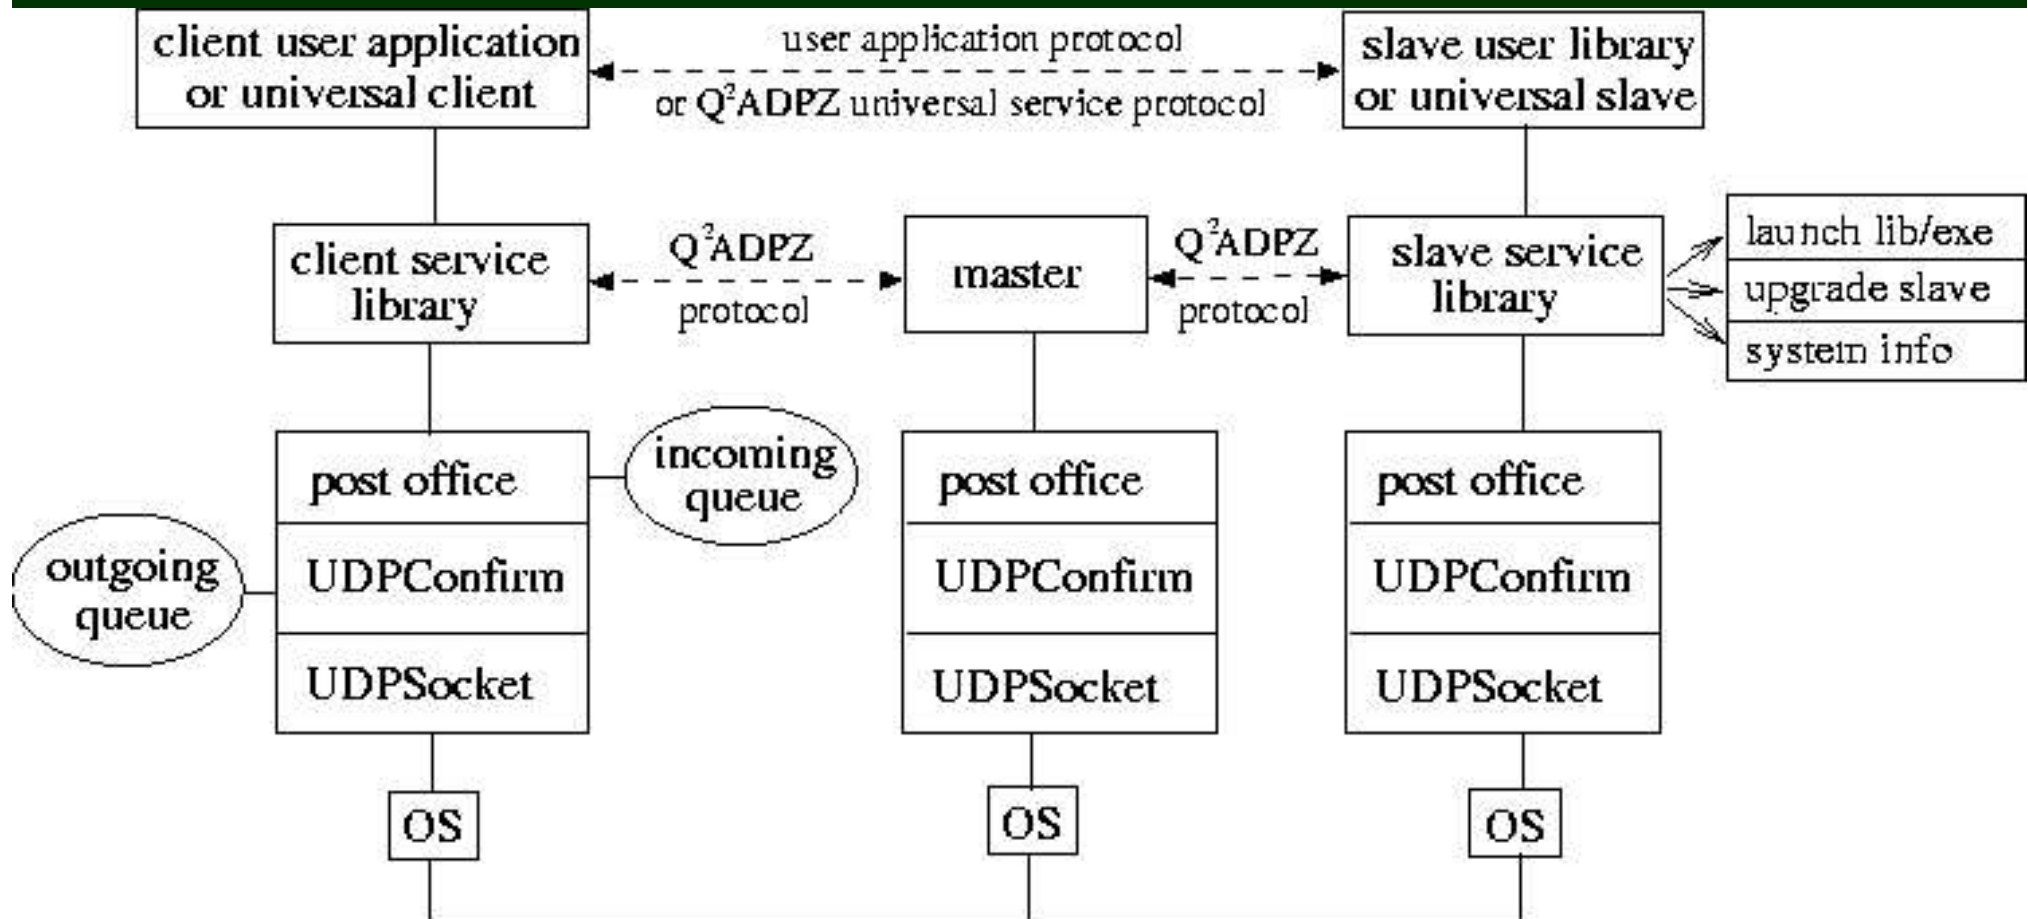 client user application
or universal client
user application protocol
or Q²ADPZ universal service protocol
slave user library
or universal slave
client service
library
Q²ADPZ
protocol
master
Q²ADPZ
protocol
slave service
library
launch lib/exe
upgrade slave
system info
post office
incoming
queue
outgoing
queue
UDPConfirm
UDPSocket
post office
UDPConfirm
UDPSocket
post office
UDPConfirm
UDPSocket
OS
OS
OS